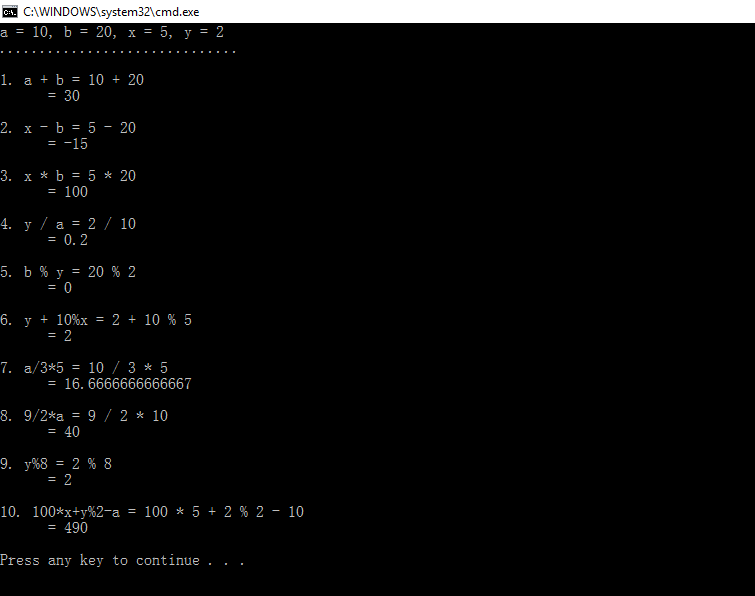 C:\WINDOWS\system32\cmd.exe
a = 10, b = 20, x = 5, y = 2
..............................
1. a + b = 10 + 20
= 30
2. x - b = 5 - 20
= -15
3. x * b = 5 * 20
= 100
4. y / a = 2 / 10
= 0.2
5. b % y = 20 % 2
= 0
6. y + 10%x = 2 + 10 % 5
= 2
7. a/3*5 = 10 / 3 * 5
= 16.6666666666667
8. 9/2*a = 9 / 2 * 10
= 40
9. y%8 = 2 % 8
= 2
10. 100*x+y%2-a = 100 * 5 + 2 % 2 - 10
= 490
Press any key to continue . . .